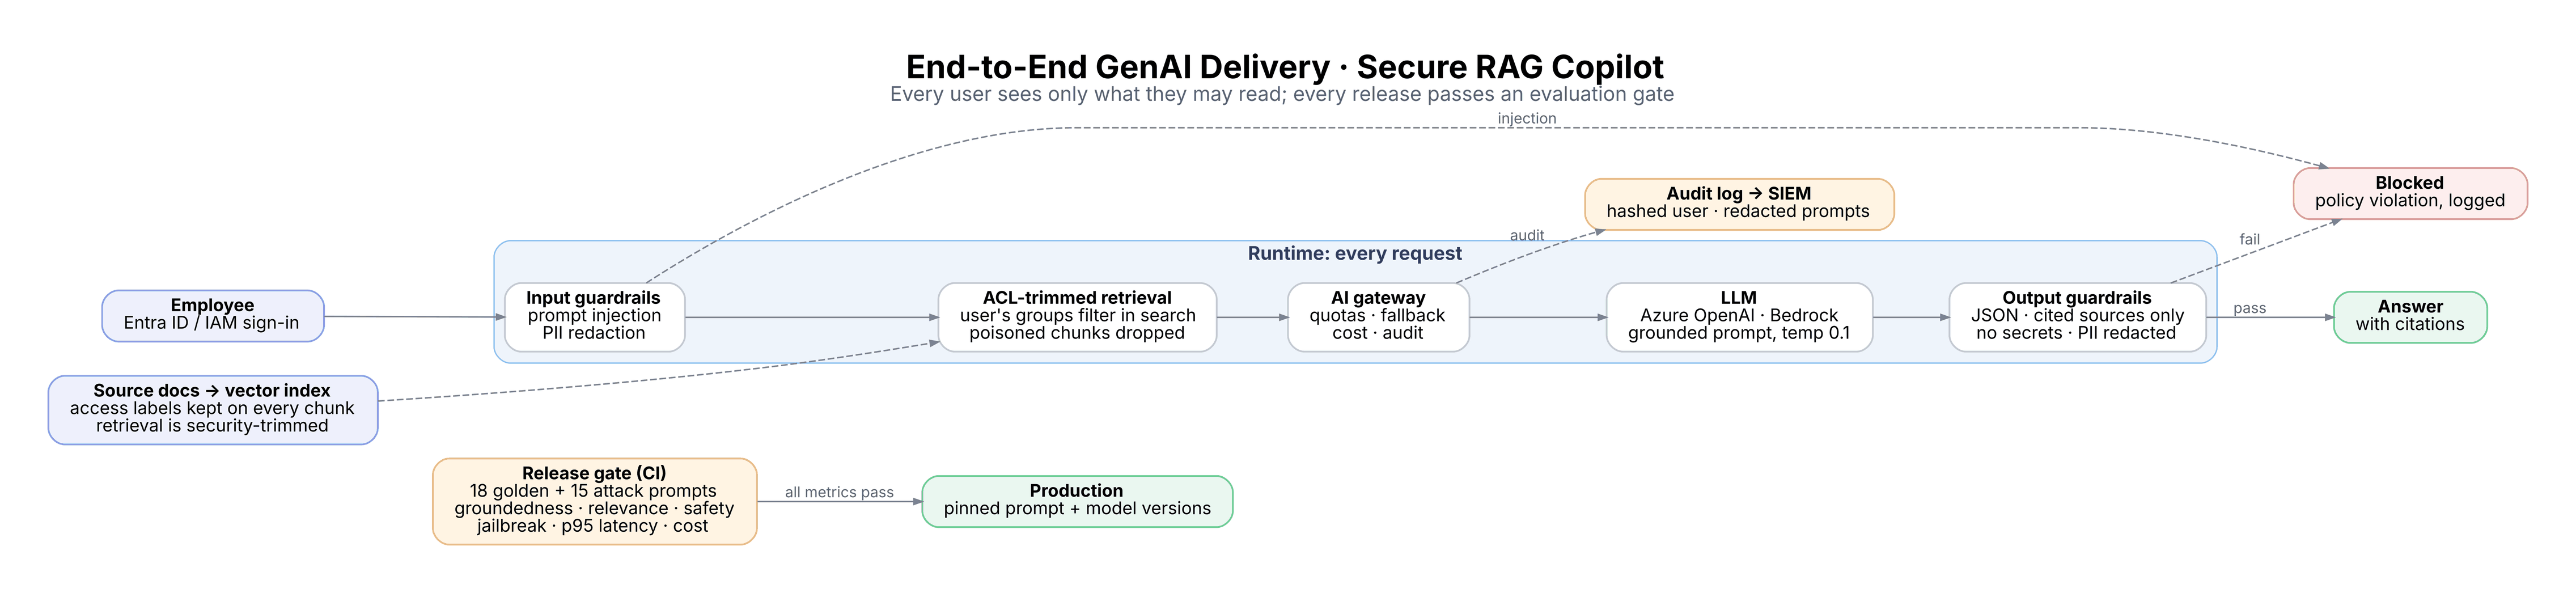 End-to-End GenAI Delivery · Secure RAG Copilot
Every user sees only what they may read; every release passes an evaluation gate
injection
Blocked
policy violation, logged
Audit log → SIEM
hashed user · redacted prompts
audit
fail
Runtime: every request
Employee
Entra ID / IAM sign-in
Input guardrails
prompt injection
PII redaction
ACL-trimmed retrieval
user's groups filter in search
poisoned chunks dropped
AI gateway
quotas · fallback
cost · audit
LLM
Azure OpenAI · Bedrock
grounded prompt, temp 0.1
Output guardrails
JSON · cited sources only
no secrets · PII redacted
pass
Answer
with citations
Source docs → vector index
access labels kept on every chunk
retrieval is security-trimmed
Release gate (CI)
18 golden + 15 attack prompts
groundedness · relevance · safety
jailbreak · p95 latency · cost
all metrics pass
Production
pinned prompt + model versions